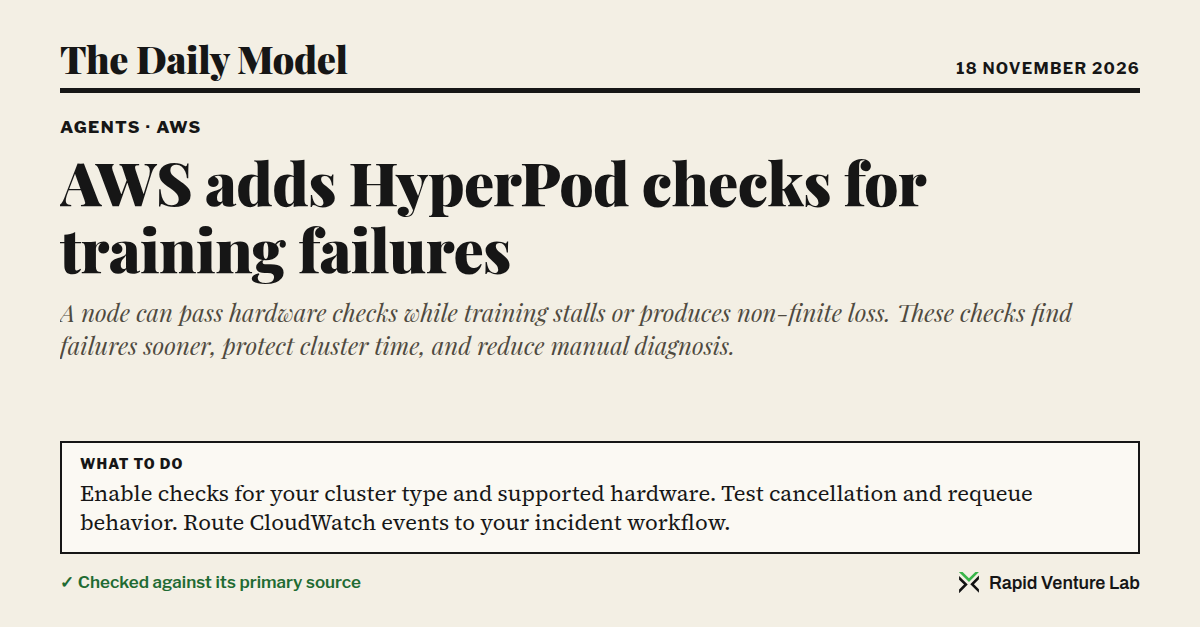 The Daily Model
18 NOVEMBER 2026
AGENTS · AWS
AWS adds HyperPod checks for
training failures
A node can pass hardware checks while training stalls or produces non-finite loss. These checks find
failures sooner, protect cluster time, and reduce manual diagnosis.
WHAT TO DO
Enable checks for your cluster type and supported hardware. Test cancellation and requeue
behavior. Route CloudWatch events to your incident workflow.
✓ Checked against its primary source
Rapid Venture Lab